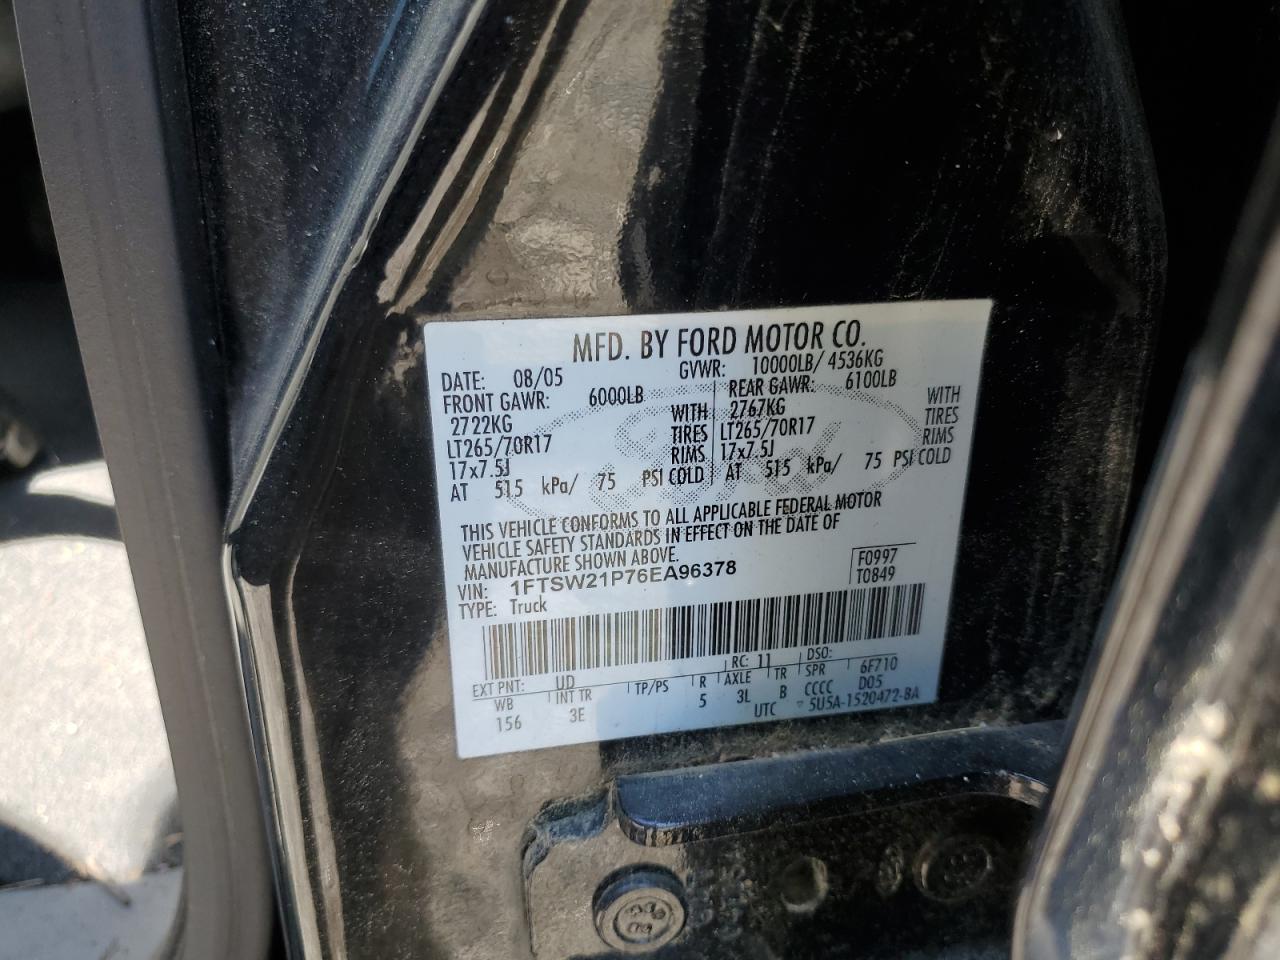 MFD. BY FORD MOTOR CO.
DATE: 08/05 GVWR: 10000LB/ 4536KG
FRONT GAWR: 6000LB REAR GAWR: 6100LB
2722KG WITH 2767KG WITH
LT265/70R17 TIRES LT265/70R17 TIRES
17x7.5J RIMS 17x7.5J RIMS
AT 515 kPa/ 75 PSI COLD AT 515 kPa/ 75 PSI COLD
THIS VEHICLE CONFORMS TO ALL APPLICABLE FEDERAL MOTOR
VEHICLE SAFETY STANDARDS IN EFFECT ON THE DATE OF
MANUFACTURE SHOWN ABOVE.
VIN: 1FTSW21P76EA96378 F0997
TYPE: Truck T0849
EXT PNT: UD RC: 11 DSO:
WB INT TR TP/PS R AXLE TR SPR 6F710
156 3E 5 3L B CCCC D05
UTC ▽ 5U5A-1520472-BA